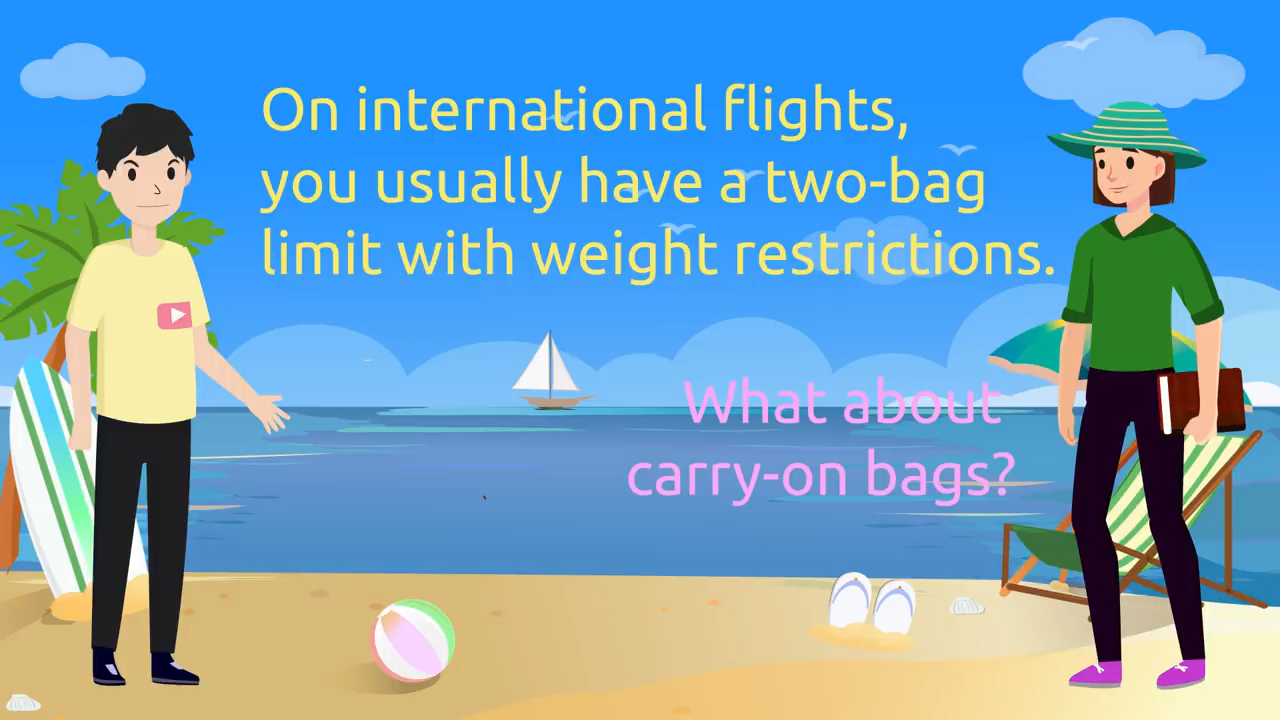 On international flights,
you usually have a two-bag
limit with weight restrictions.
What about
carry-on bags?